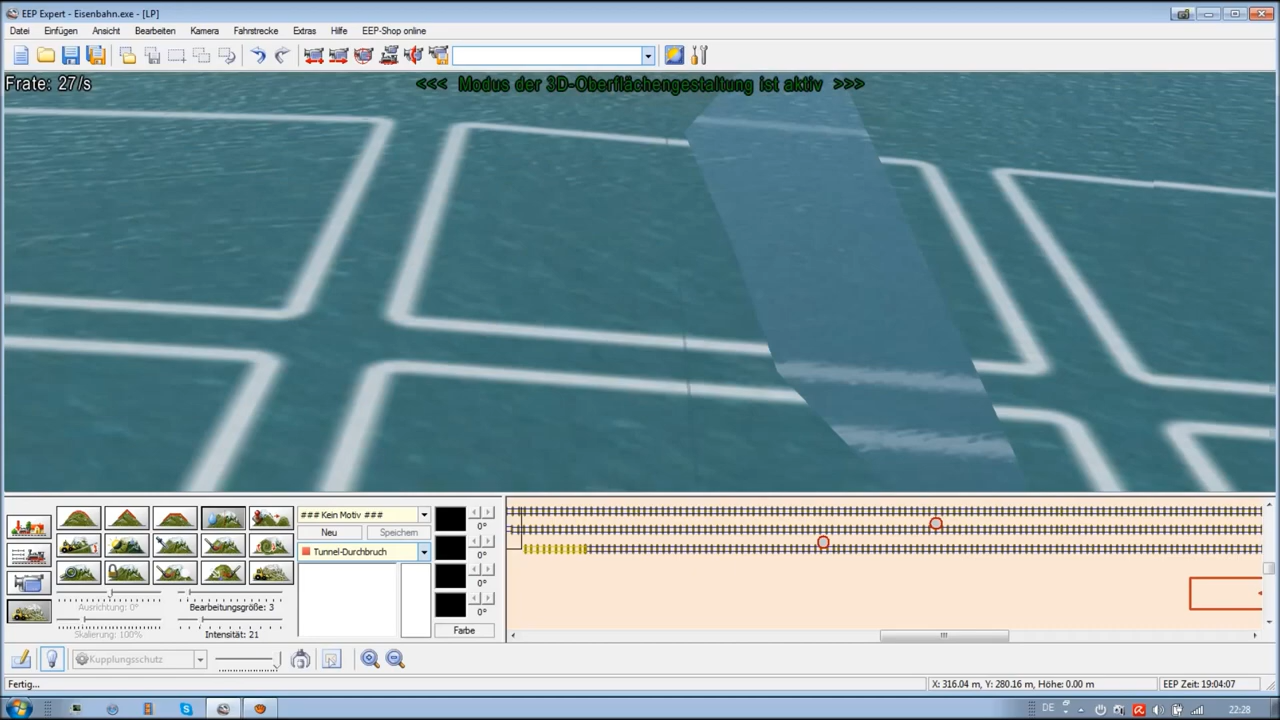 EEP Expert - Eisenbahn.exe - [LP]
Datei Einfügen Ansicht Bearbeiten Kamera Fahrstrecke Extras Hilfe EEP-Shop online
Frate: 27/s
<<< Modus der 3D-Oberflächengestaltung ist aktiv >>>
### Kein Motiv ###
0°
Neu Speichern
Tunnel-Durchbruch
0°
0°
Ausrichtung: 0° Bearbeitungsgröße: 3
0°
Skalierung: 100% Intensität: 21
Farbe
Kupplungsschutz
Fertig... X: 316.04 m, Y: 280.16 m, Höhe: 0.00 m EEP Zeit: 19:04:07
DE 22:28